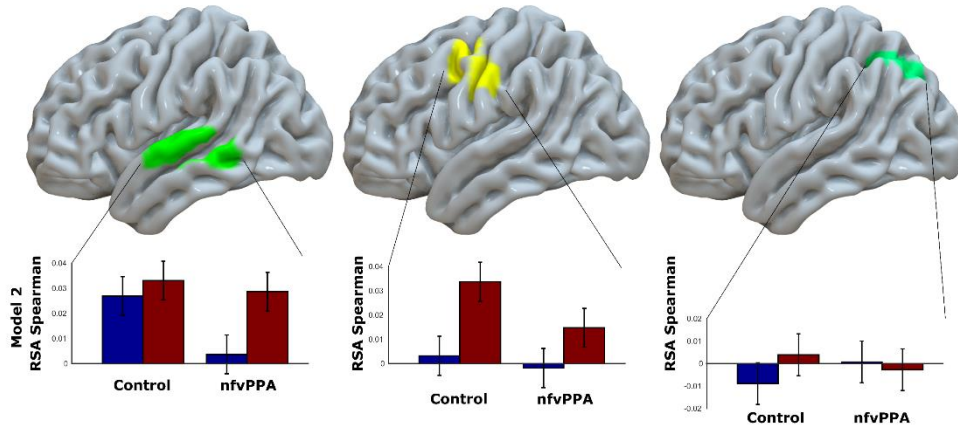 Model 2
RSA Spearman
0.04
0.03
0.02
0.01
0
Control
nfvPPA
RSA Spearman
0.04
0.03
0.02
0.01
0
Control
nfvPPA
RSA Spearman
0.02
0.01
0
-0.01
-0.02
Control
nfvPPA